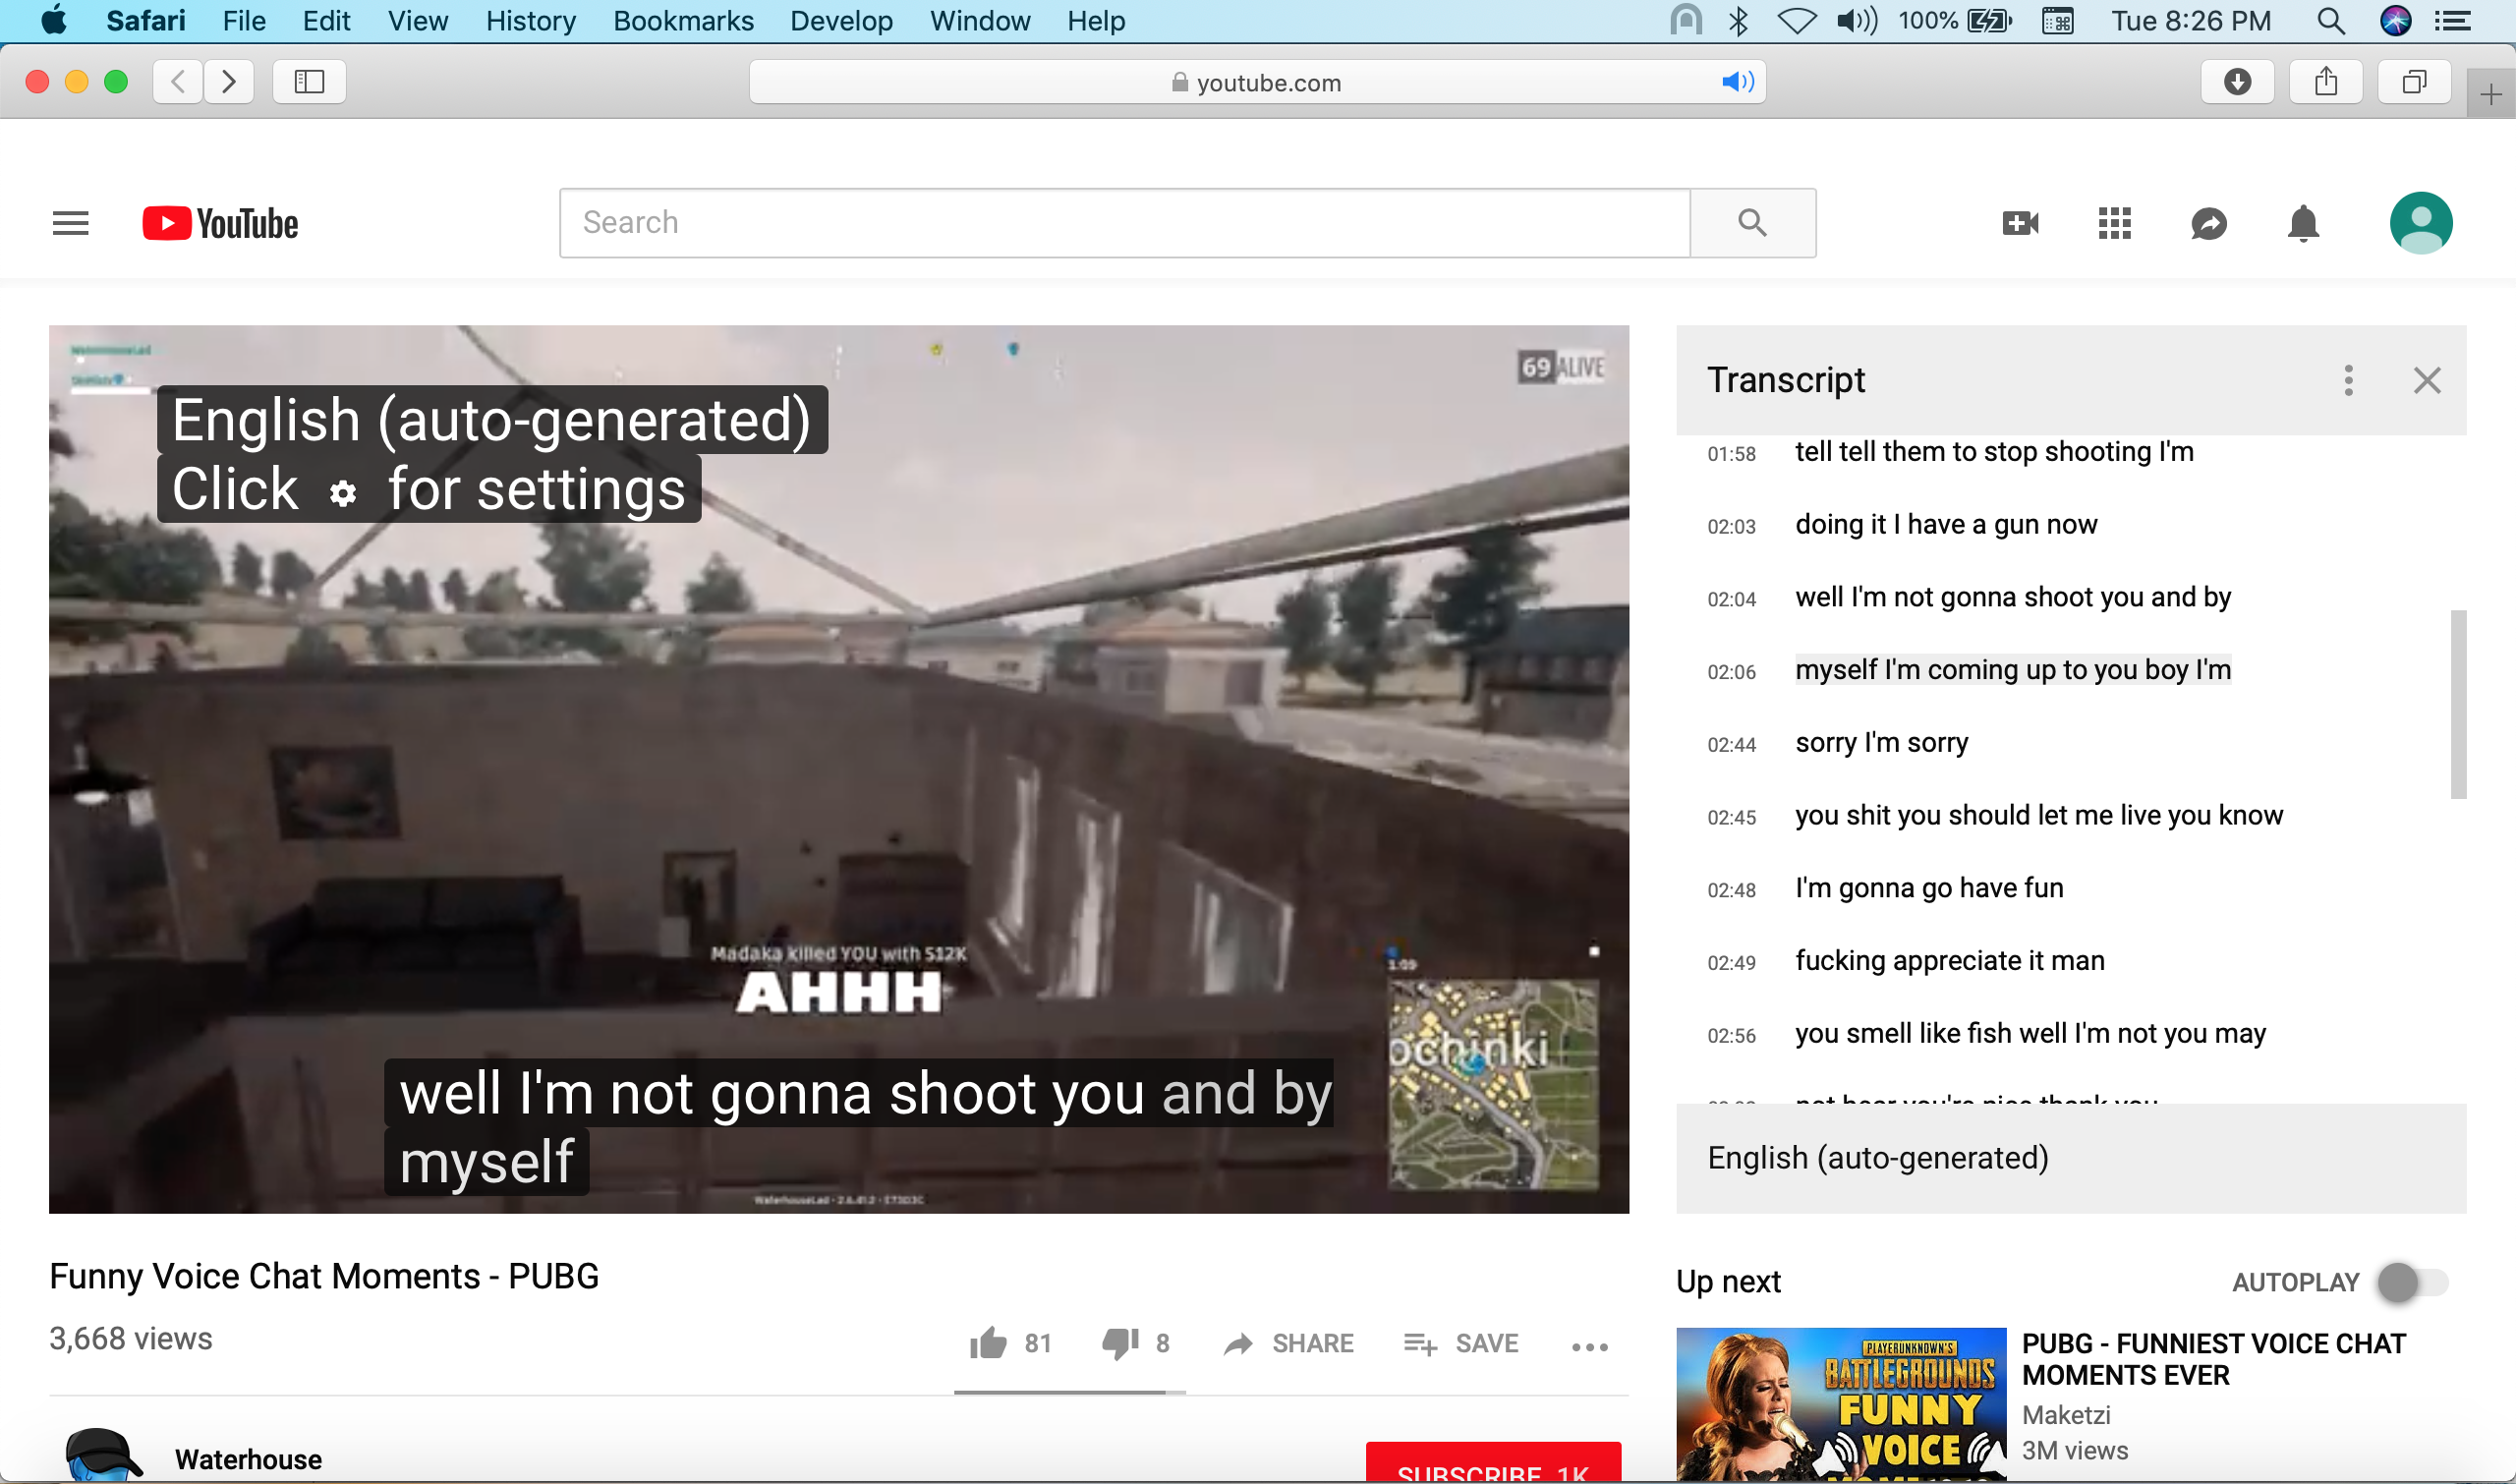 Safari File Edit View History Bookmarks Develop Window Help 100% Tue 8:26 PM
youtube.com
YouTube
Search
69 ALIVE
English (auto-generated)
Click for settings
Madaka killed YOU with S12K
AHHH
ochinki
well I'm not gonna shoot you and by
myself
Transcript
01:58 tell tell them to stop shooting I'm
02:03 doing it I have a gun now
02:04 well I'm not gonna shoot you and by
02:06 myself I'm coming up to you boy I'm
02:44 sorry I'm sorry
02:45 you shit you should let me live you know
02:48 I'm gonna go have fun
02:49 fucking appreciate it man
02:56 you smell like fish well I'm not you may
English (auto-generated)
Funny Voice Chat Moments - PUBG
3,668 views
81 8 SHARE SAVE
Waterhouse
SUBSCRIBE 1K
Up next
AUTOPLAY
PLAYERUNKNOWN'S
BATTLEGROUNDS
FUNNY
VOICE
PUBG - FUNNIEST VOICE CHAT
MOMENTS EVER
Maketzi
3M views